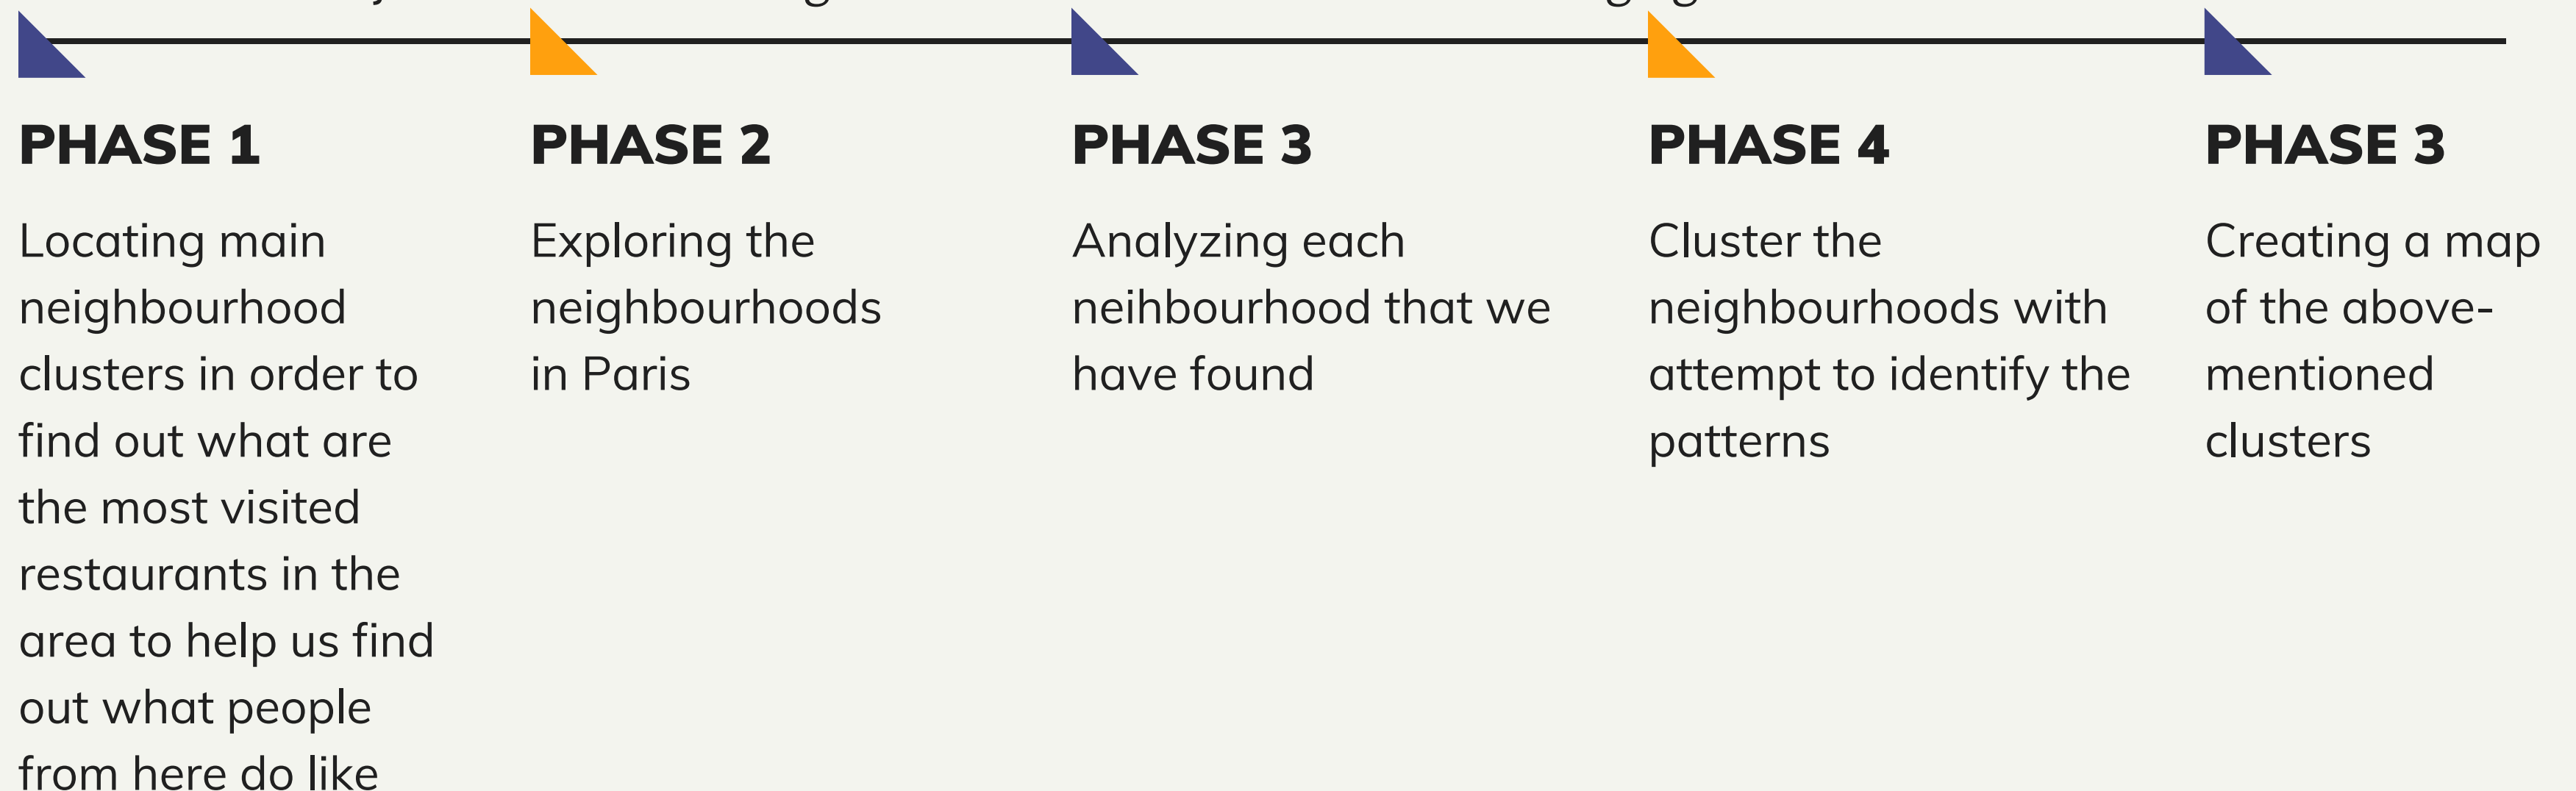 PHASE 1
Locating main
neighbourhood
clusters in order to
find out what are
the most visited
restaurants in the
area to help us find
out what people
from here do like
PHASE 2
Exploring the
neighbourhoods
in Paris
PHASE 3
Analyzing each
neihbourhood that we
have found
PHASE 4
Cluster the
neighbourhoods with
attempt to identify the
patterns
PHASE 3
Creating a map
of the above-
mentioned
clusters